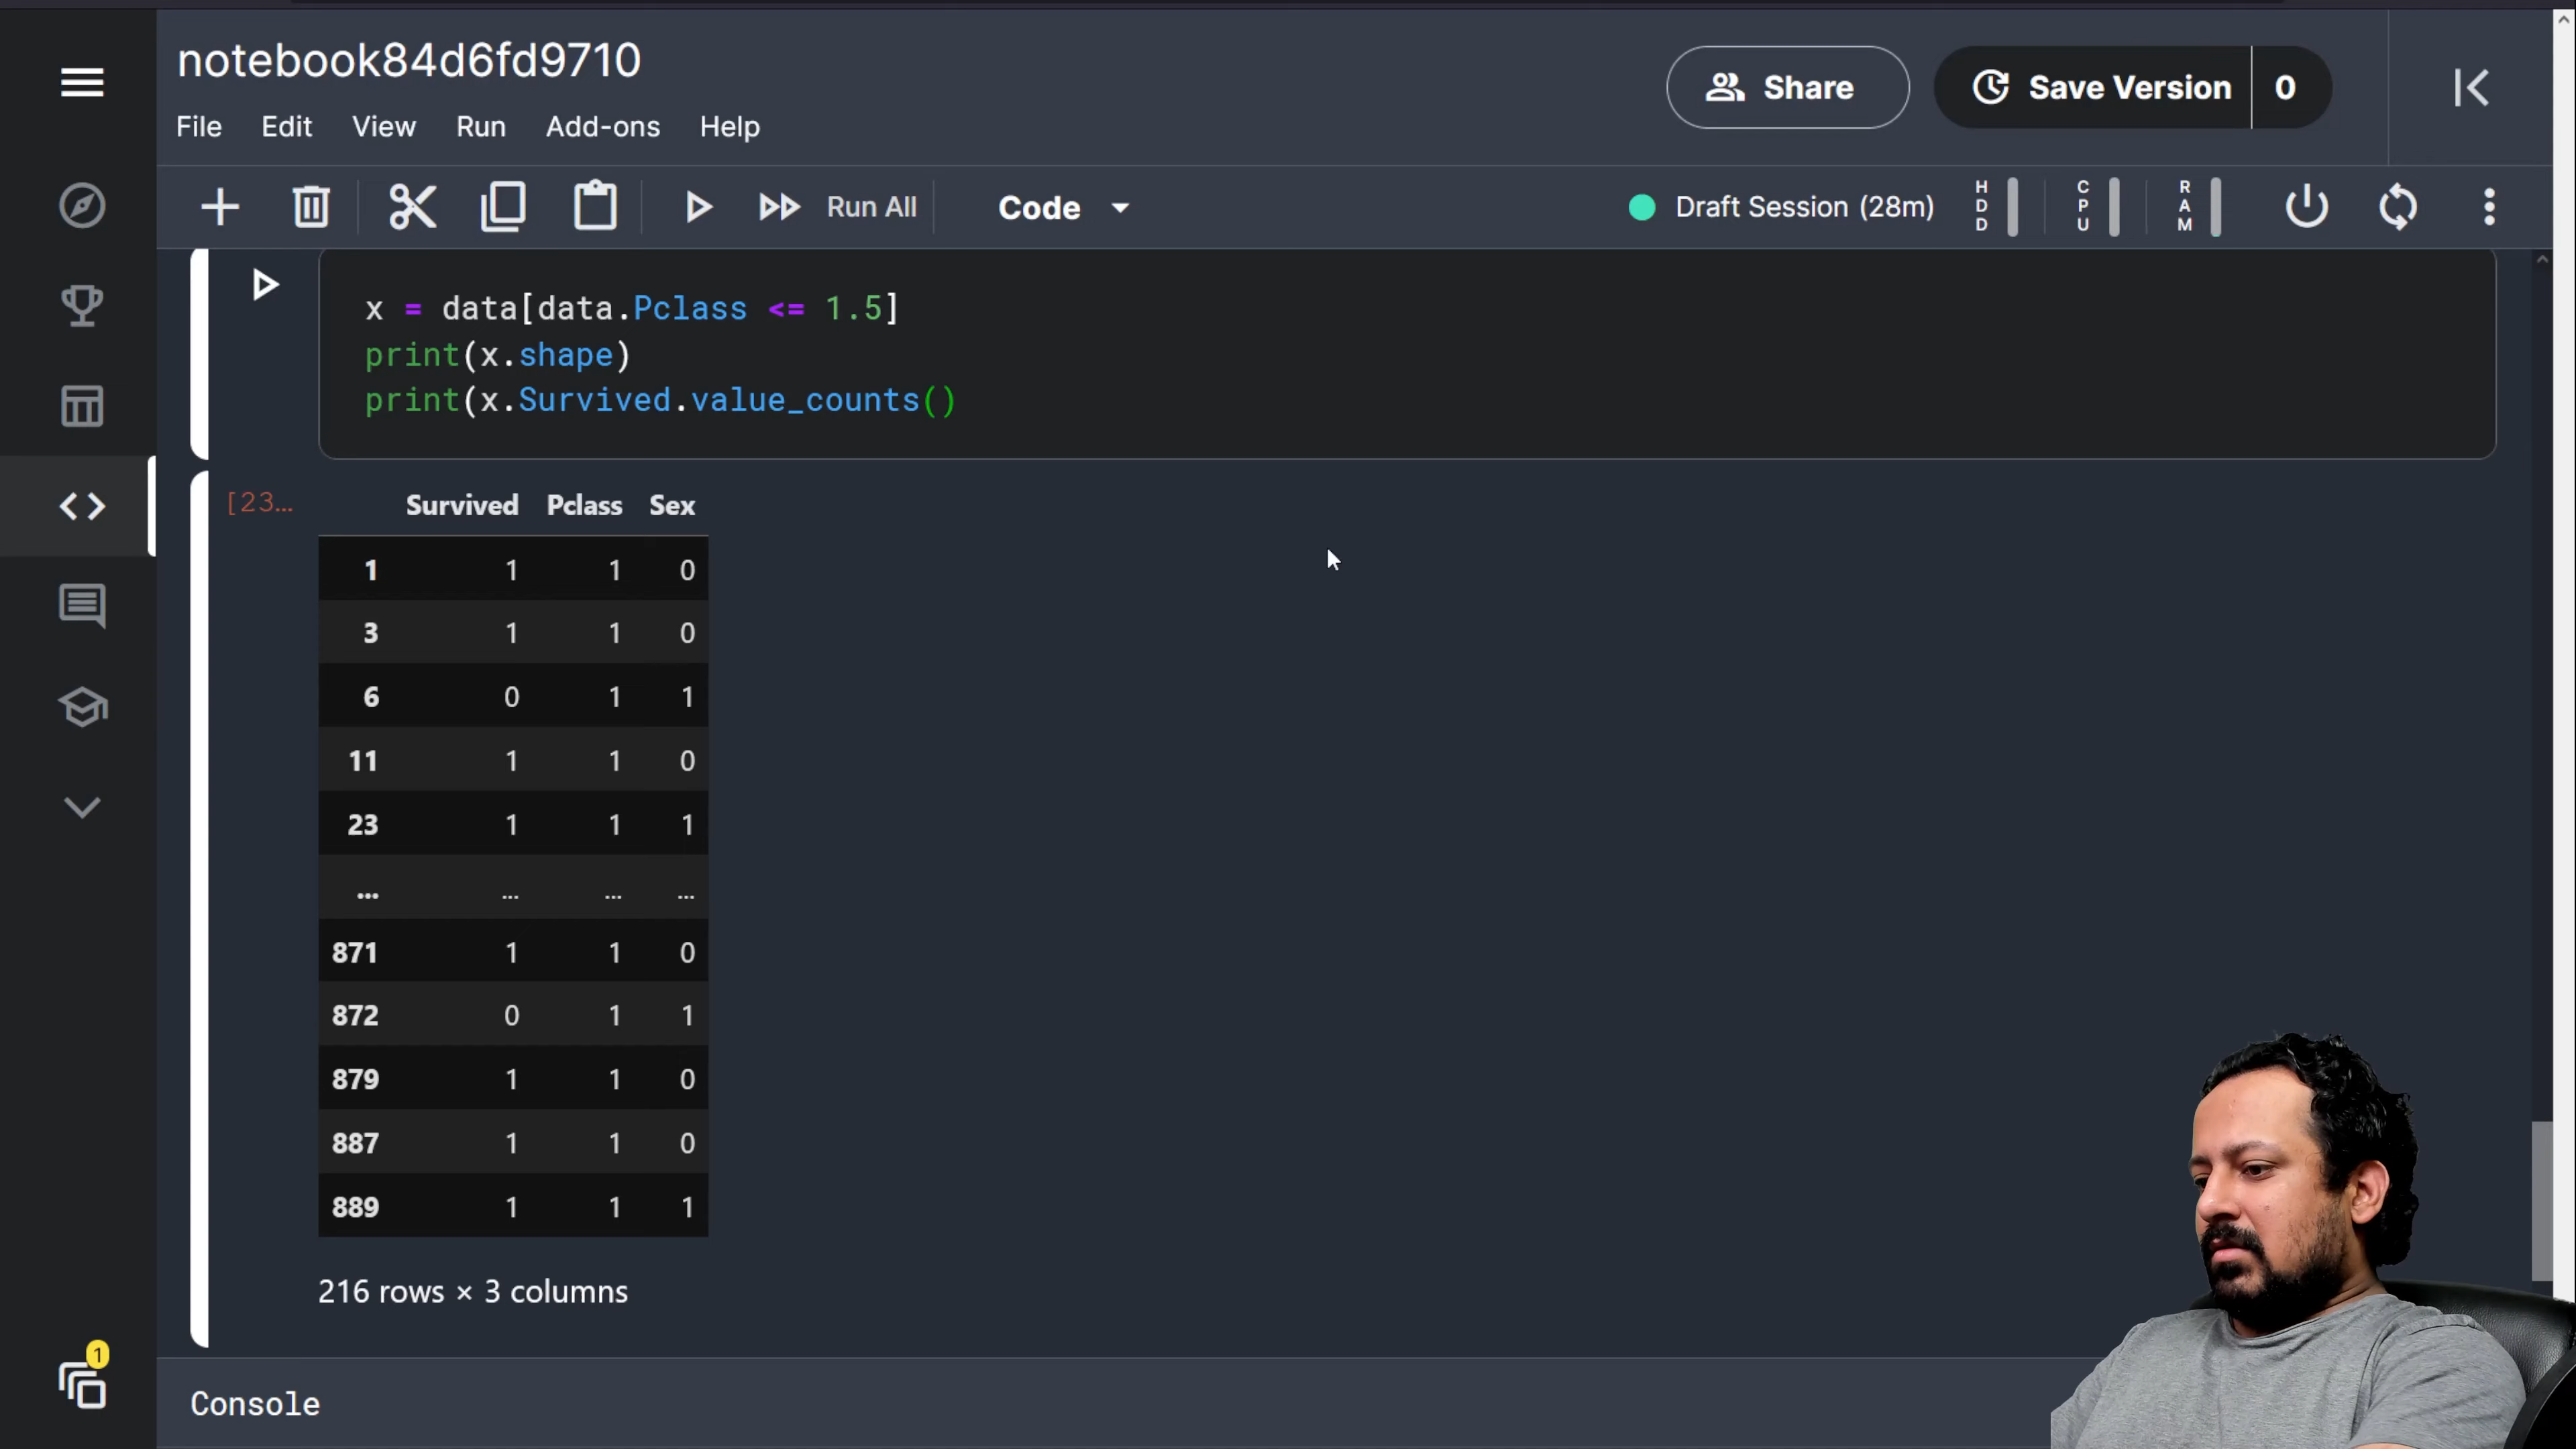 notebook84d6fd9710
Share
Save Version 0
File Edit View Run Add-ons Help
Run All Code Draft Session (28m) HDD CPU RAM
x = data[data.Pclass <= 1.5]
print(x.shape)
print(x.Survived.value_counts()
[23...
Survived Pclass Sex
1 1 1 0
3 1 1 0
6 0 1 1
11 1 1 0
23 1 1 1
... ... ... ...
871 1 1 0
872 0 1 1
879 1 1 0
887 1 1 0
889 1 1 1
216 rows × 3 columns
1
Console